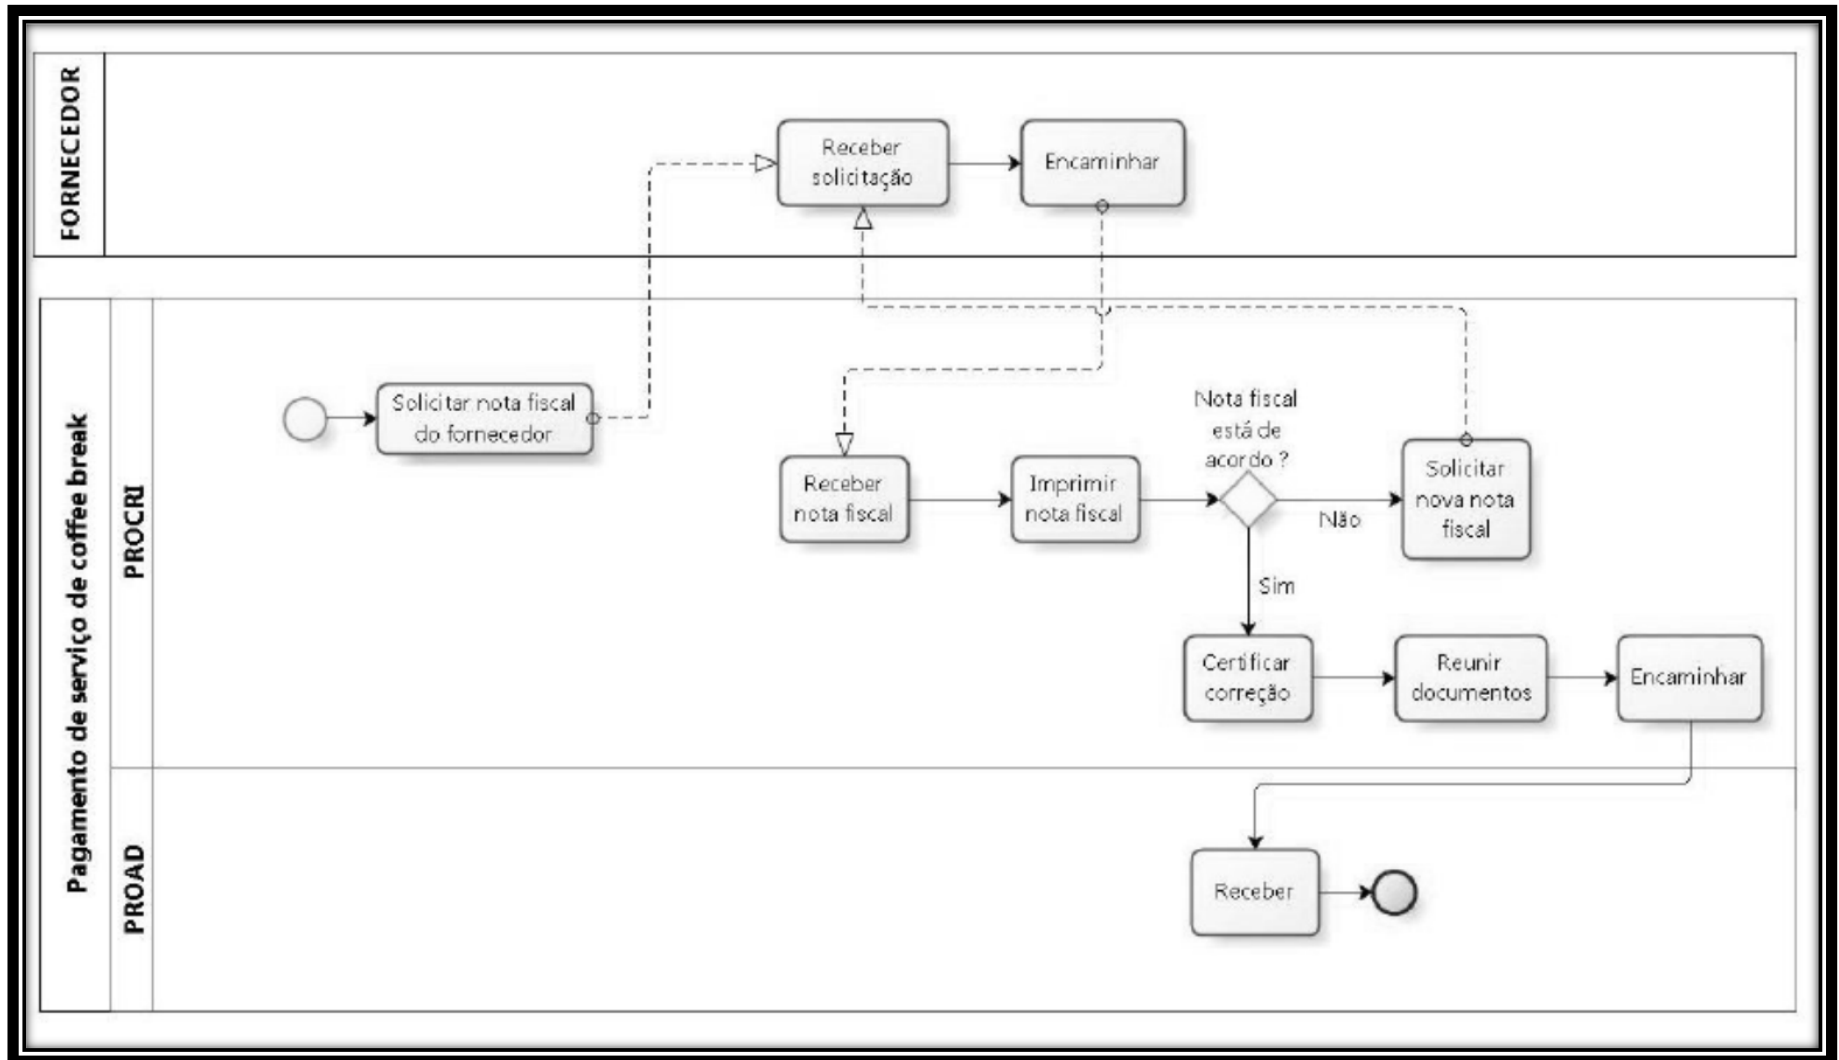 FORNECEDOR
Receber
solicitação
Encaminhar
Pagamento de serviço de coffee break
PROCRI
Solicitar nota fiscal
do fornecedor
Receber
nota fiscal
Imprimir
nota fiscal
Nota fiscal
está de
acordo ?
Não
Solicitar
nova nota
fiscal
Sim
Certificar
correção
Reunir
documentos
Encaminhar
PROAD
Receber